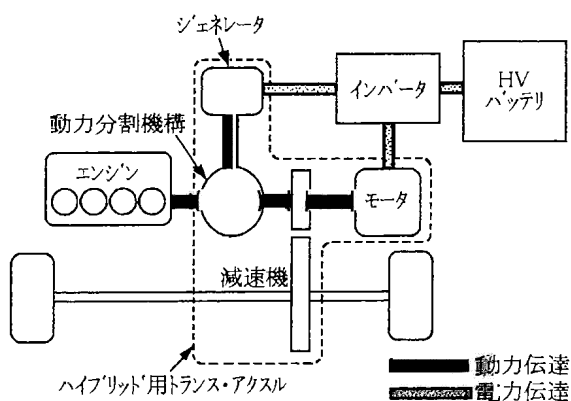 ジェネレータ
インバータ
HV
バッテリ
動力分割機構
エンジン
モータ
減速機
ハイブリッド用トランス・アクスル
動力伝達
電力伝達